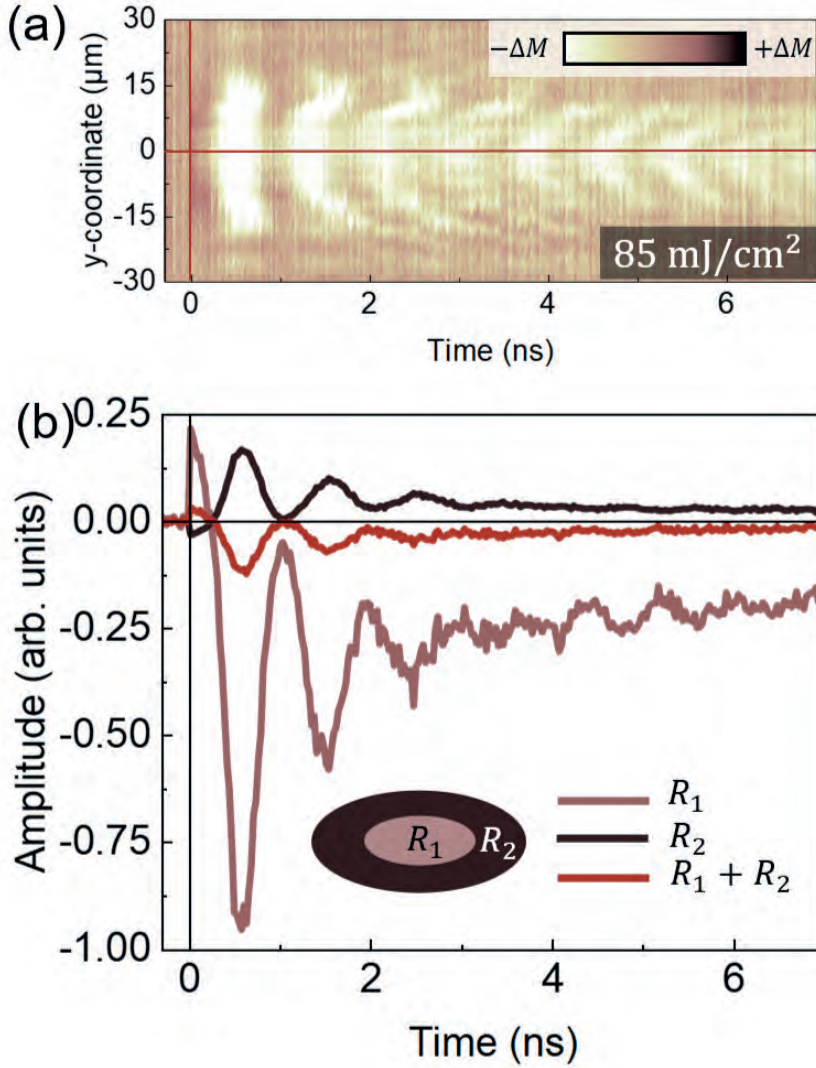 (a)
30
15
0
-15
-30
y-coordinate (μm)
−ΔM
+ΔM
85 mJ/cm²
0
2
4
6
Time (ns)
(b)
0.25
0.00
-0.25
-0.50
-0.75
-1.00
Amplitude (arb. units)
R₁
R₂
R₁
R₂
R₁ + R₂
0
2
4
6
Time (ns)